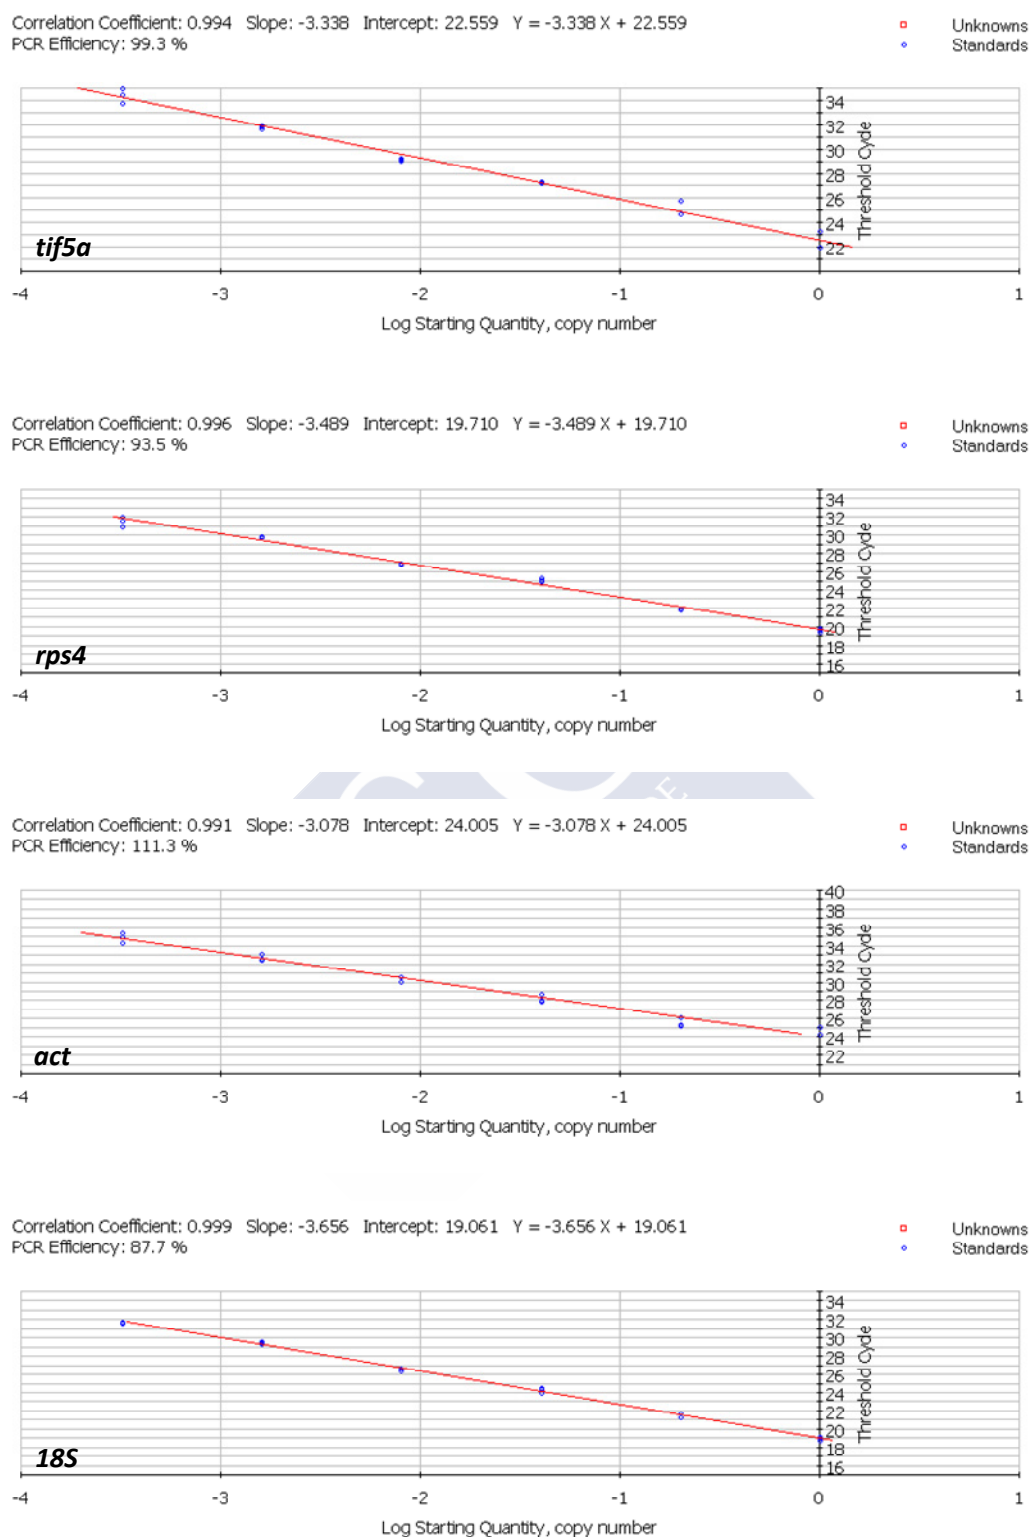 Correlation Coefficient: 0.994 Slope: -3.338 Intercept: 22.559 Y = -3.338 X + 22.559
PCR Efficiency: 99.3 %
Unknowns
Standards
34
32
30
28
26
24
22
Threshold Cycle
tif5a
-4 -3 -2 -1 0 1
Log Starting Quantity, copy number
Correlation Coefficient: 0.996 Slope: -3.489 Intercept: 19.710 Y = -3.489 X + 19.710
PCR Efficiency: 93.5 %
Unknowns
Standards
34
32
30
28
26
24
22
20
18
16
Threshold Cycle
rps4
-4 -3 -2 -1 0 1
Log Starting Quantity, copy number
Correlation Coefficient: 0.991 Slope: -3.078 Intercept: 24.005 Y = -3.078 X + 24.005
PCR Efficiency: 111.3 %
Unknowns
Standards
40
38
36
34
32
30
28
26
24
22
Threshold Cycle
act
-4 -3 -2 -1 0 1
Log Starting Quantity, copy number
Correlation Coefficient: 0.999 Slope: -3.656 Intercept: 19.061 Y = -3.656 X + 19.061
PCR Efficiency: 87.7 %
Unknowns
Standards
34
32
30
28
26
24
22
20
18
16
Threshold Cycle
18S
-4 -3 -2 -1 0 1
Log Starting Quantity, copy number